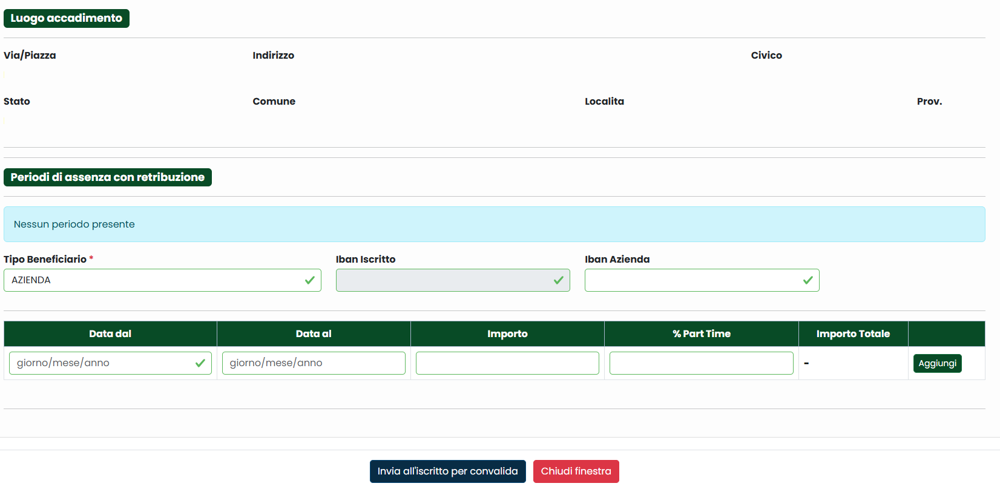 Luogo accadimento
Via/Piazza Indirizzo Civico
Stato Comune Localita Prov.
Periodi di assenza con retribuzione
Nessun periodo presente
Tipo Beneficiario * Iban Iscritto Iban Azienda
AZIENDA
Data dal Data al Importo % Part Time Importo Totale
giorno/mese/anno giorno/mese/anno - Aggiungi
Invia all'iscritto per convalida Chiudi finestra